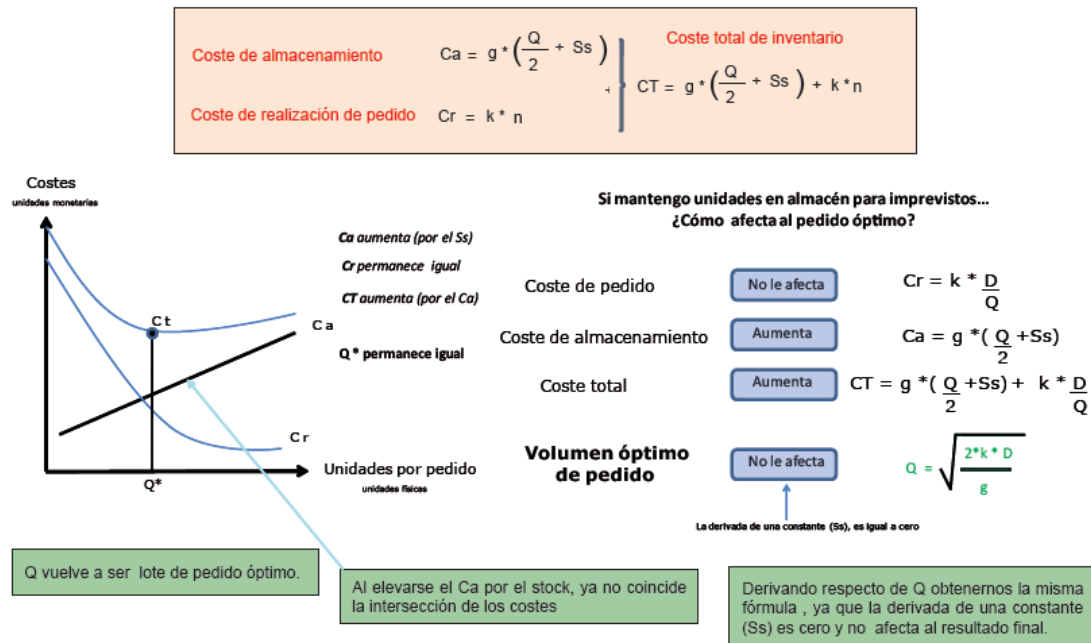 Coste de almacenamiento Ca = g * ( Q/2 + Ss )
Coste de realización de pedido Cr = k * n
+
Coste total de inventario
CT = g * ( Q/2 + Ss ) + k * n
Costes
unidades monetarias
Ca aumenta (por el Ss)
Cr permanece igual
CT aumenta (por el Ca)
Q * permanece igual
Ct
Ca
Cr
Q*
Unidades por pedido
unidades físicas
Si mantengo unidades en almacén para imprevistos...
¿Cómo afecta al pedido óptimo?
Coste de pedido No le afecta Cr = k * D/Q
Coste de almacenamiento Aumenta Ca = g *( Q/2 +Ss)
Coste total Aumenta CT = g *( Q/2 +Ss) + k * D/Q
Volumen óptimo
de pedido
No le afecta
Q = √ 2*k * D / g
La derivada de una constante (Ss), es igual a cero
Q vuelve a ser lote de pedido óptimo.
Al elevarse el Ca por el stock, ya no coincide
la intersección de los costes
Derivando respecto de Q obtenernos la misma
fórmula , ya que la derivada de una constante
(Ss) es cero y no afecta al resultado final.